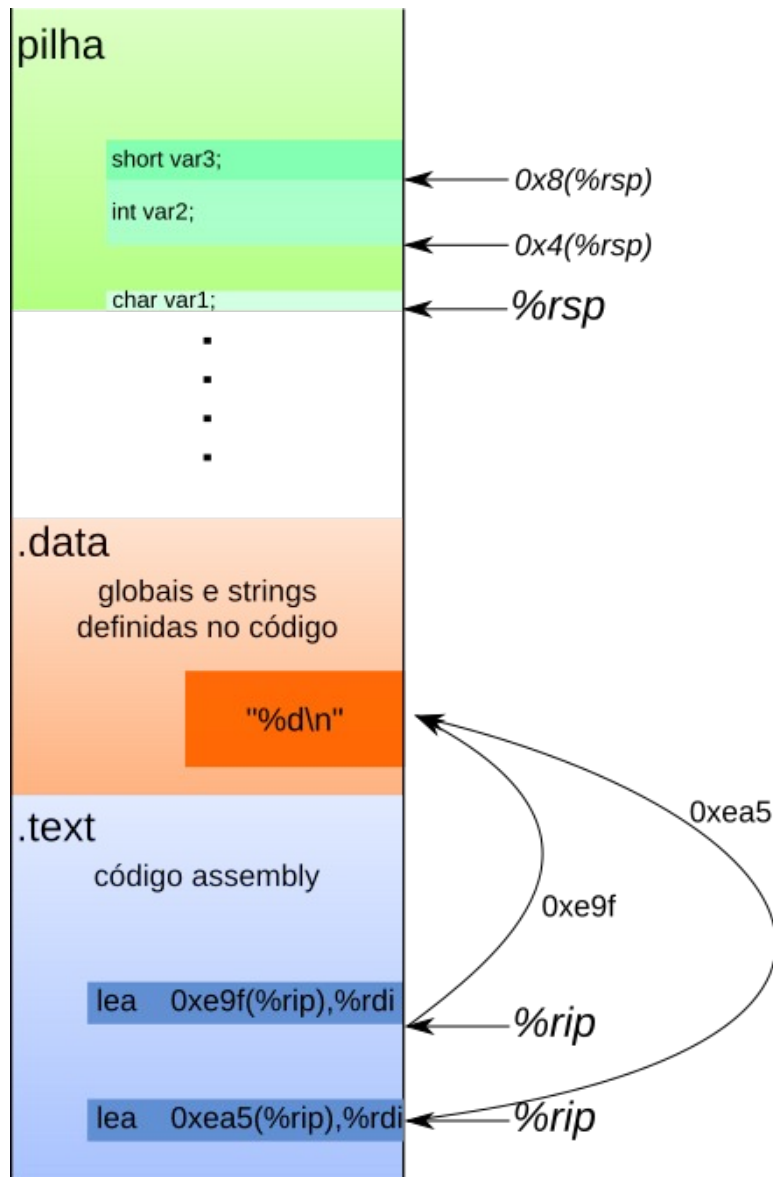 pilha
short var3;
0x8(%rsp)
int var2;
0x4(%rsp)
char var1;
%rsp
.data
globais e strings
definidas no código
"%d\n"
.text
0xea5
código assembly
0xe9f
lea 0xe9f(%rip),%rdi
%rip
lea 0xea5(%rip),%rdi
%rip